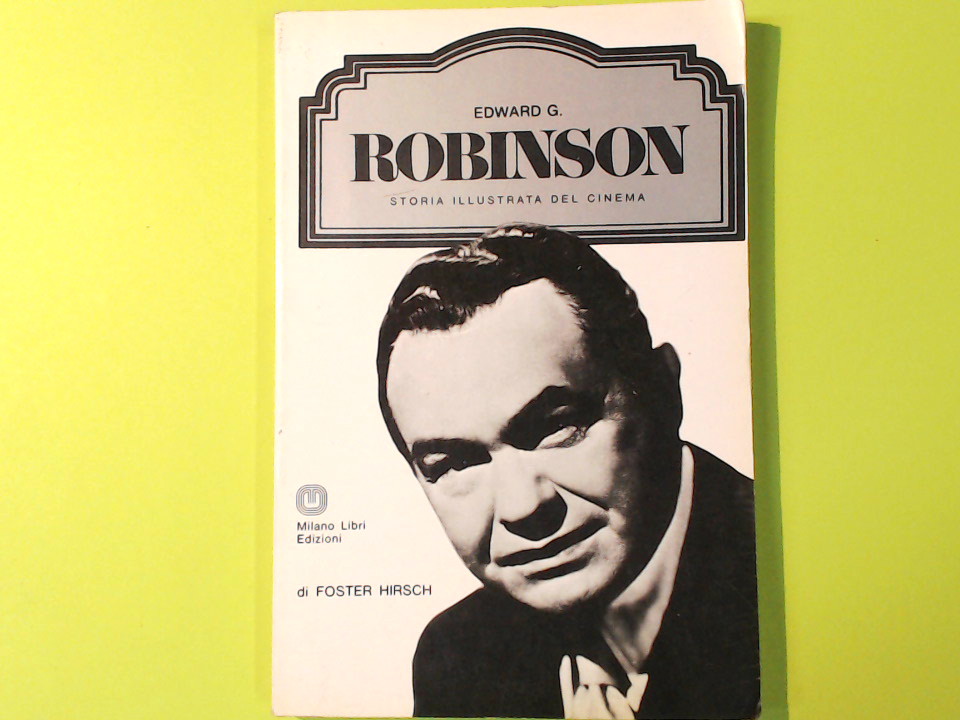 EDWARD G.
ROBINSON
STORIA ILLUSTRATA DEL CINEMA
Milano Libri
Edizioni
di FOSTER HIRSCH